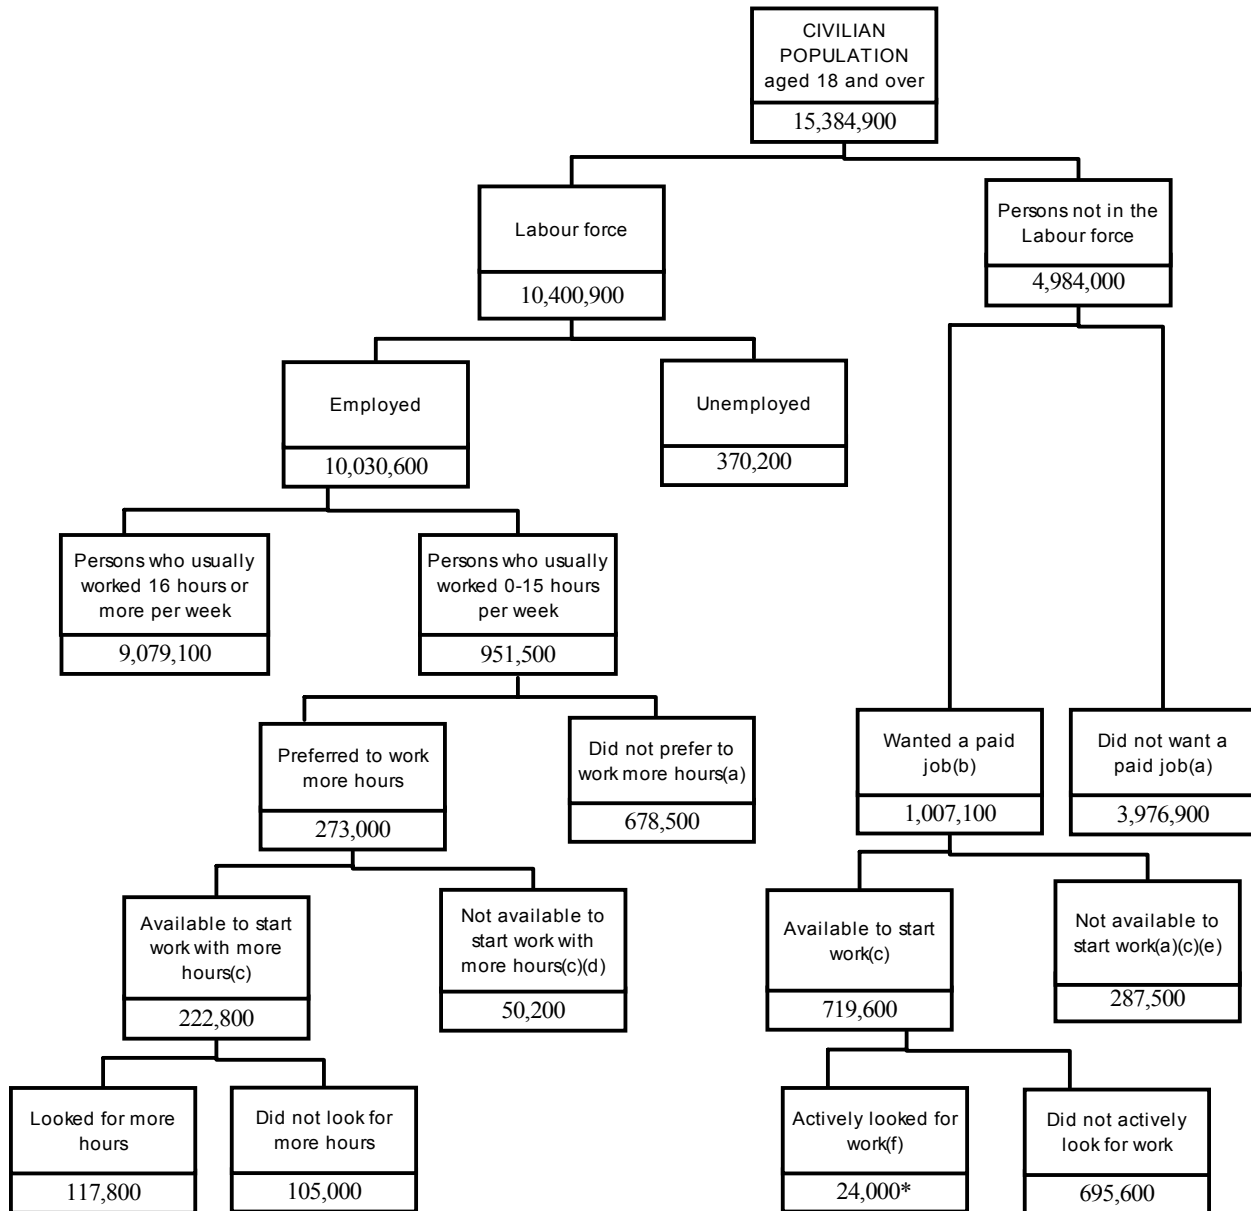 CIVILIAN
POPULATION
aged 18 and over
15,384,900
Labour force
10,400,900
Persons not in the
Labour force
4,984,000
Employed
10,030,600
Unemployed
370,200
Persons who usually
worked 16 hours or
more per week
9,079,100
Persons who usually
worked 0-15 hours
per week
951,500
Preferred to work
more hours
273,000
Did not prefer to
work more hours(a)
678,500
Wanted a paid
job(b)
1,007,100
Did not want a
paid job(a)
3,976,900
Available to start
work with more
hours(c)
222,800
Not available to
start work with
more hours(c)(d)
50,200
Available to start
work(c)
719,600
Not available to
start work(a)(c)(e)
287,500
Looked for more
hours
117,800
Did not look for
more hours
105,000
Actively looked for
work(f)
24,000*
Did not actively
look for work
695,600